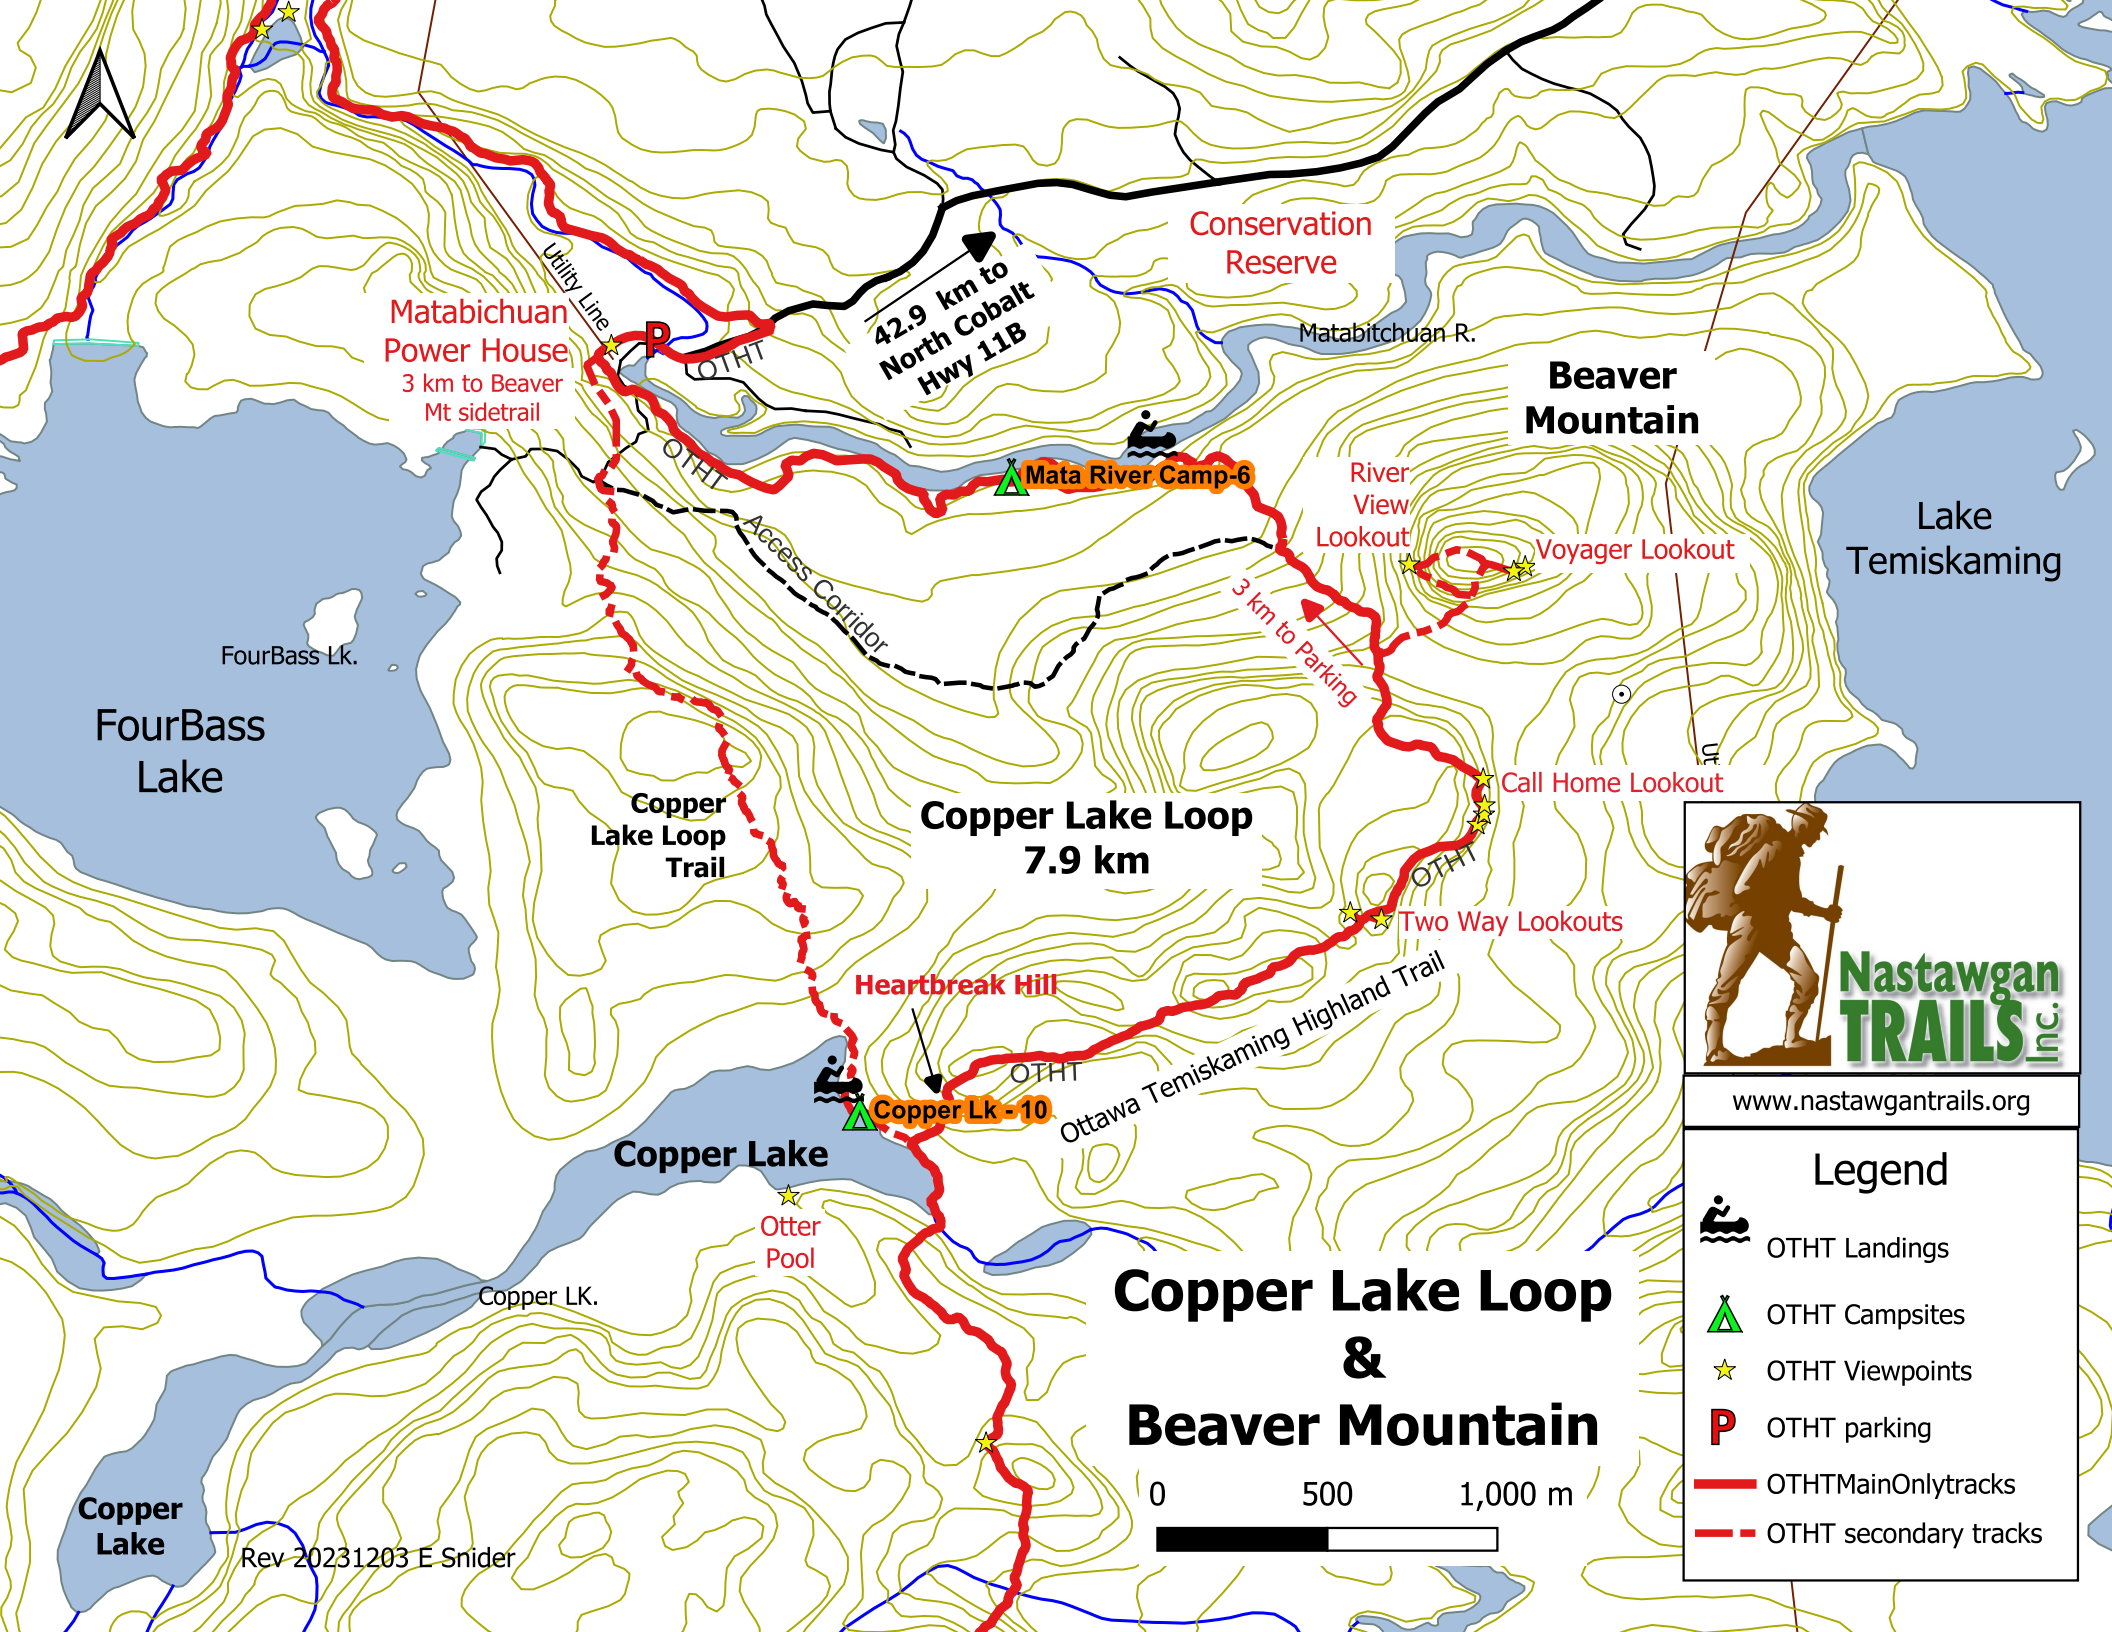 Conservation
Reserve
42.9 km to
North Cobalt
Hwy 11B
Utility Line
Matabichuan
Power House
3 km to Beaver
Mt sidetrail
P
OTHT
Matabitchuan R.
Beaver
Mountain
OTHT
Mata River Camp-6
River
View
Lookout
Voyager Lookout
Lake
Temiskaming
Access Corridor
3 km to Parking
FourBass Lk.
FourBass
Lake
Ut
Call Home Lookout
Copper
Lake Loop
Trail
Copper Lake Loop
7.9 km
OTHT
Two Way Lookouts
Heartbreak Hill
OTHT
Ottawa Temiskaming Highland Trail
Copper Lk - 10
Copper Lake
Otter
Pool
Copper LK.
Copper
Lake
Rev 20231203 E Snider
Copper Lake Loop
&
Beaver Mountain
0 500 1,000 m
Nastawgan
TRAILS Inc.
www.nastawgantrails.org
Legend
OTHT Landings
OTHT Campsites
OTHT Viewpoints
P OTHT parking
OTHTMainOnlytracks
OTHT secondary tracks